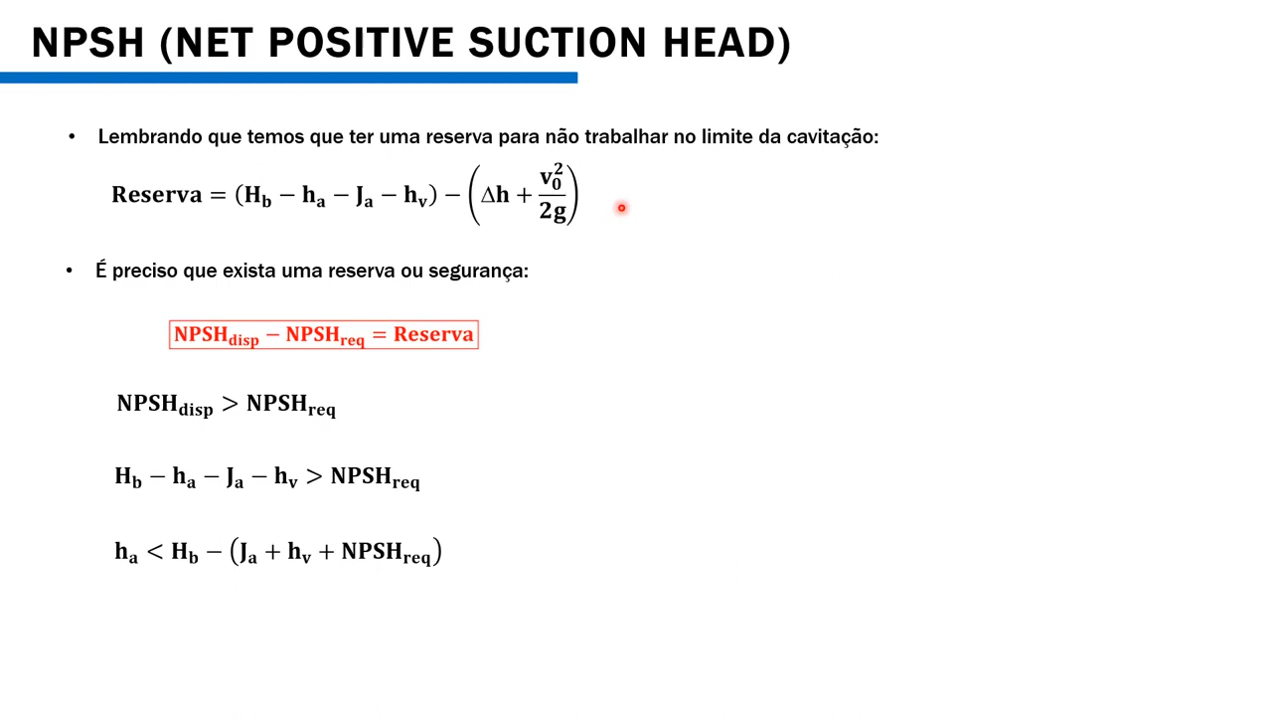 NPSH (NET POSITIVE SUCTION HEAD)
• Lembrando que temos que ter uma reserva para não trabalhar no limite da cavitação:
Reserva = (H_b − h_a − J_a − h_v) − (Δh + v_0^2/2g)
• É preciso que exista uma reserva ou segurança:
NPSH_disp − NPSH_req = Reserva
NPSH_disp > NPSH_req
H_b − h_a − J_a − h_v > NPSH_req
h_a < H_b − (J_a + h_v + NPSH_req)